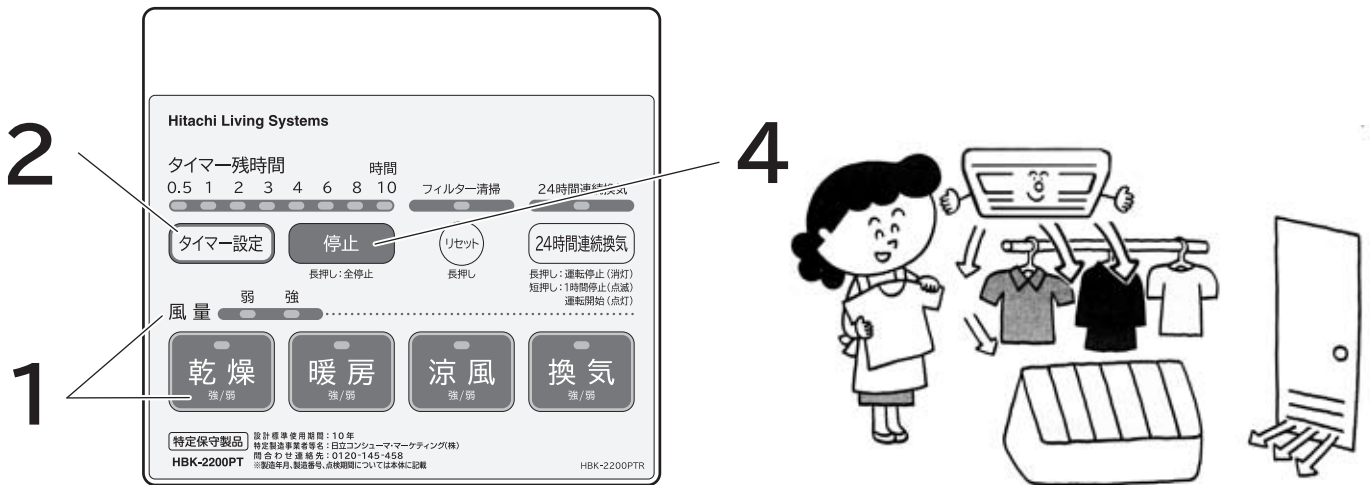 2
4
1
Hitachi Living Systems
タイマー残時間 時間
0.5 1 2 3 4 6 8 10 フィルター清掃 24時間連続換気
タイマー設定 停止 リセット 24時間連続換気
長押し：全停止 長押し 長押し：運転停止(消灯)
短押し：1時間停止(点滅)
運転開始(点灯)
弱 強
風量
乾燥 暖房 涼風 換気
強/弱 強/弱 強/弱 強/弱
特定保守製品 設計標準使用期間：10年
特定製造事業者等名：日立コンシューマ・マーケティング(株)
問合わせ連絡先：0120-145-458
HBK-2200PT ※製造年月、製造番号、点検期間については本体に記載
HBK-2200PTR